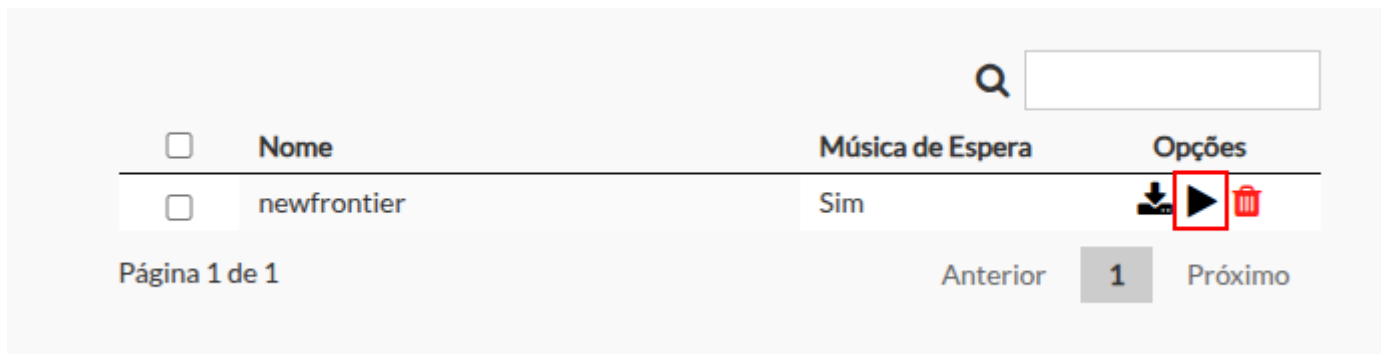 Nome Música de Espera Opções
newfrontier Sim
Página 1 de 1 Anterior 1 Próximo